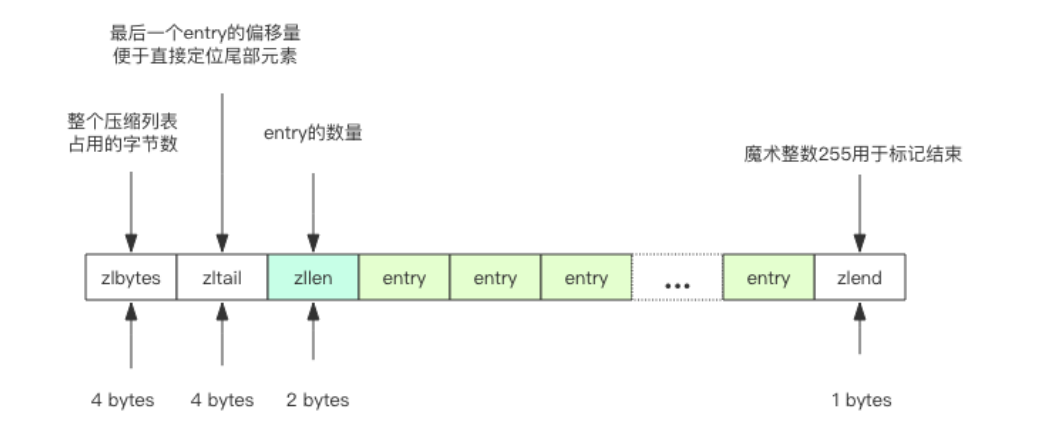 最后一个entry的偏移量
便于直接定位尾部元素
整个压缩列表
占用的字节数
entry的数量
魔术整数255用于标记结束
zlbytes zltail zllen entry entry entry ... entry zlend
4 bytes 4 bytes 2 bytes 1 bytes